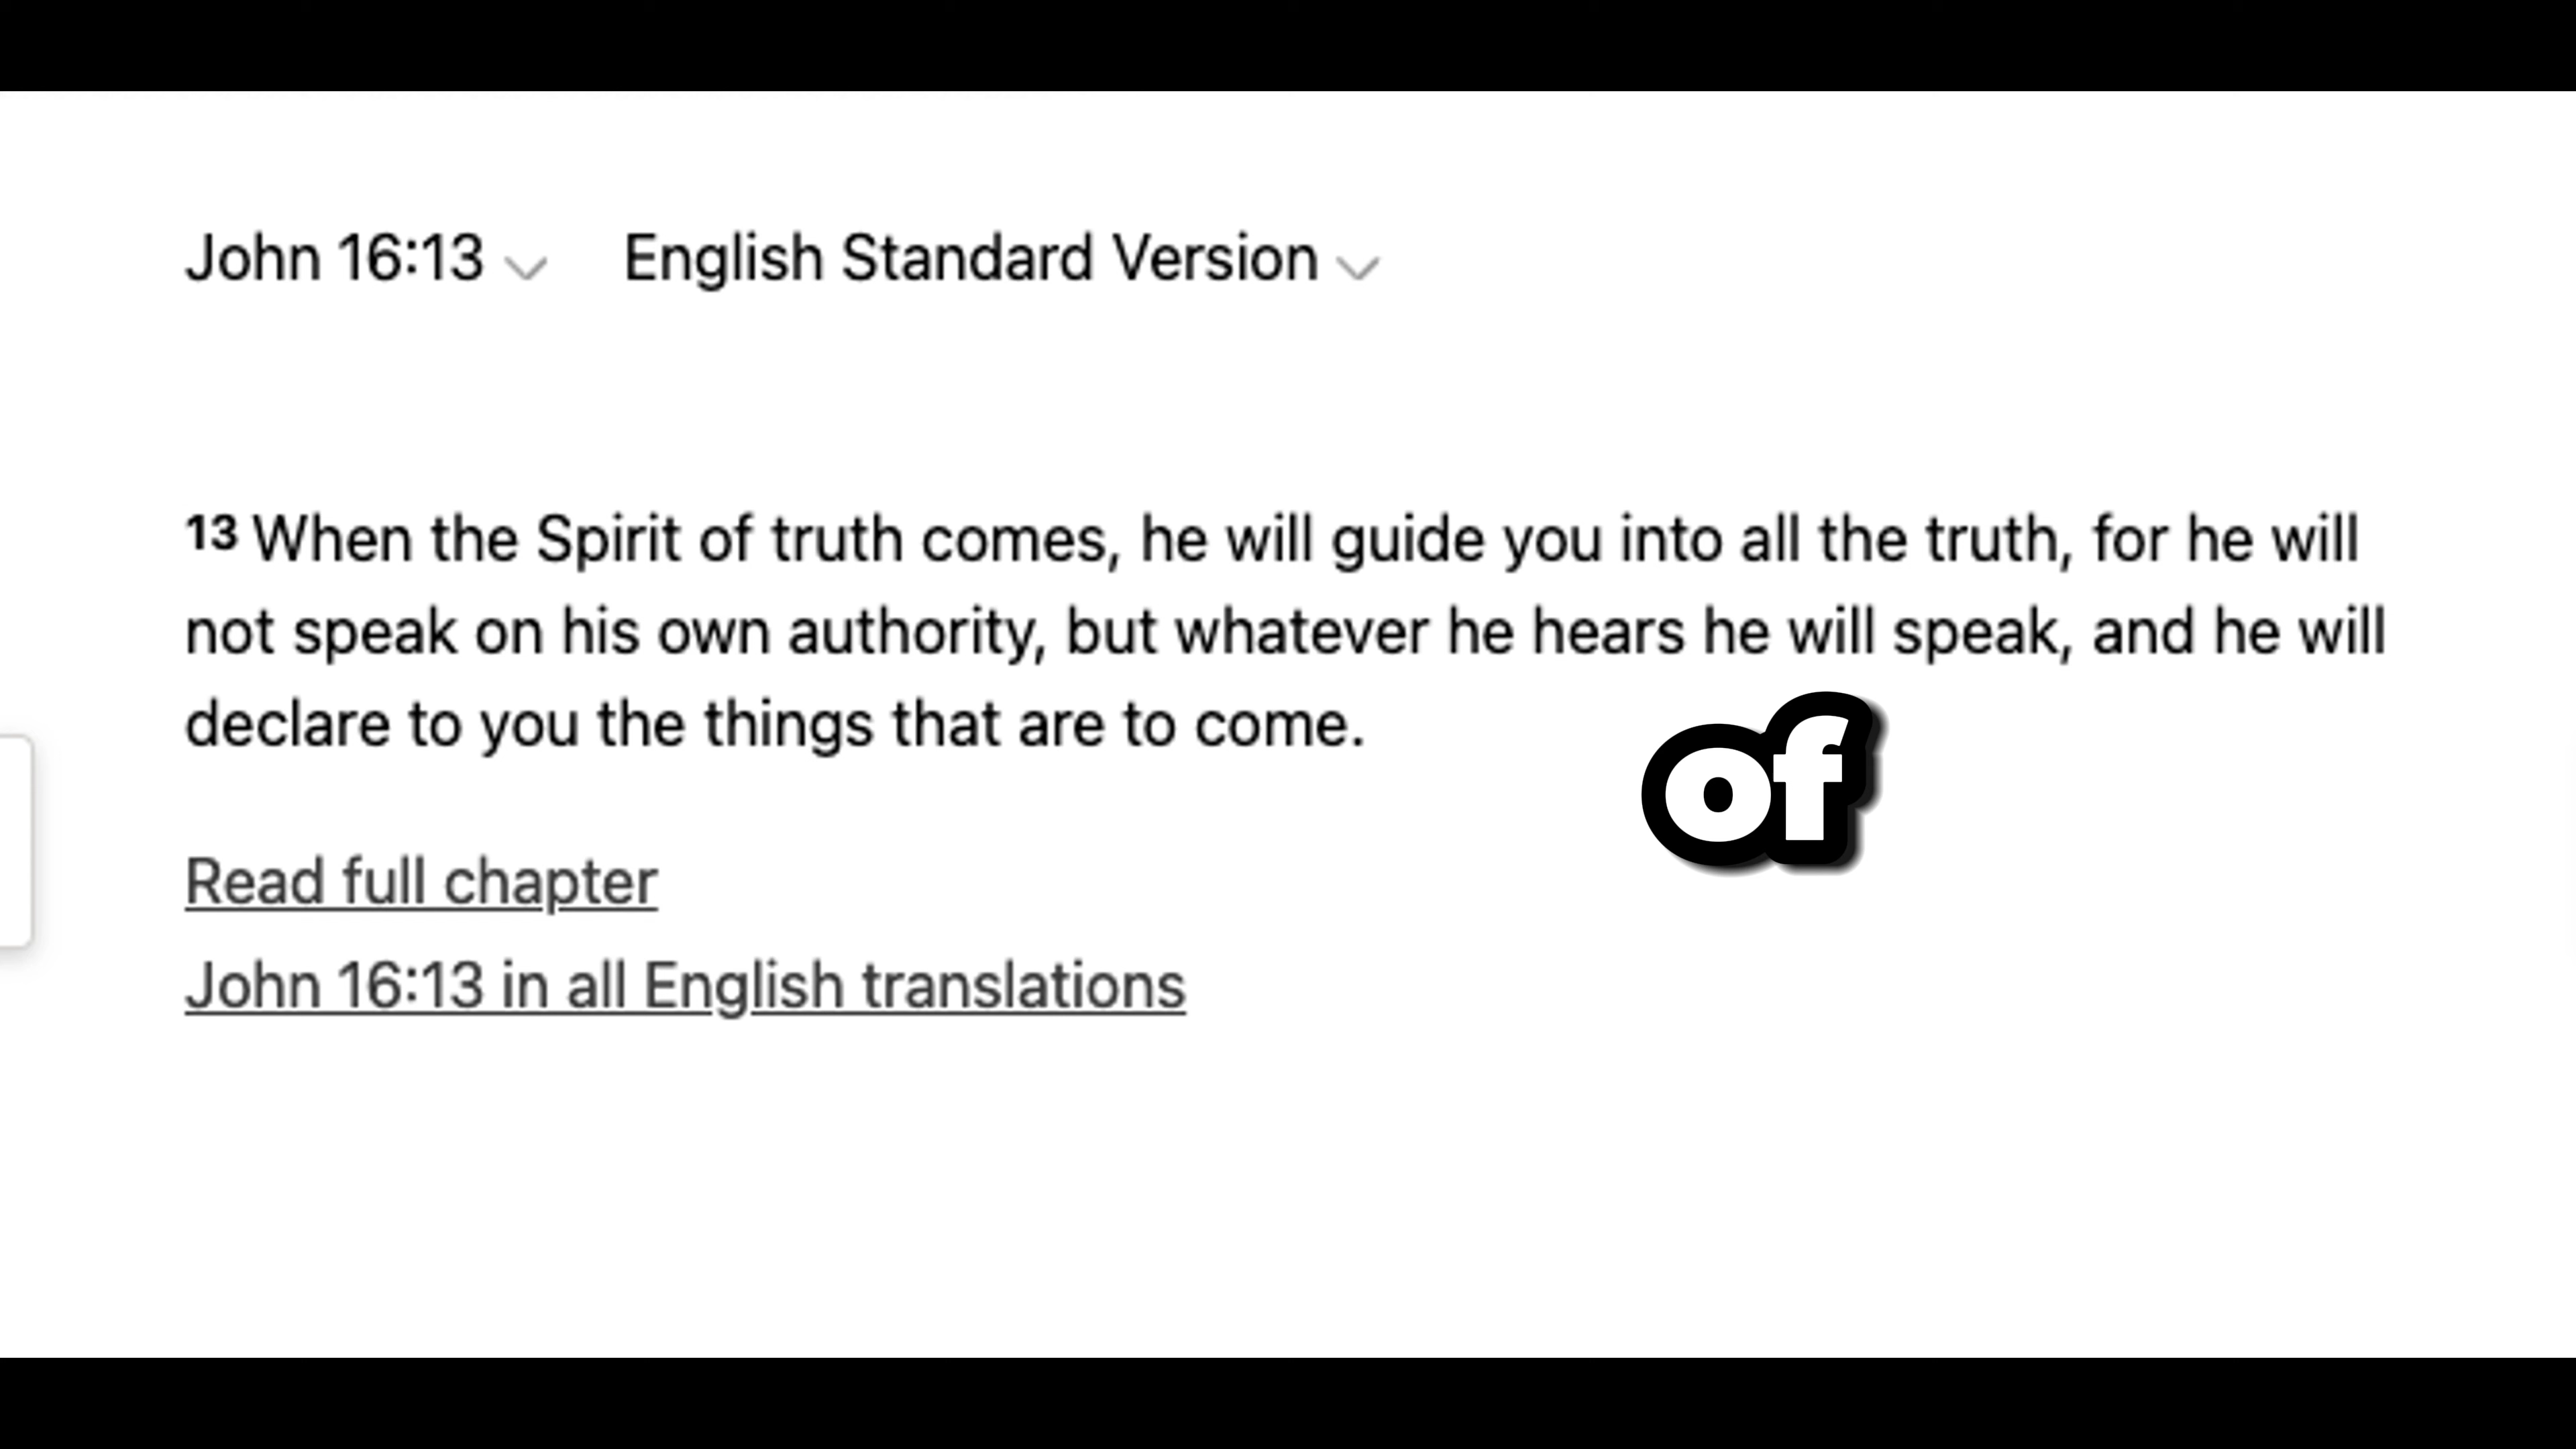 John 16:13 English Standard Version
13 When the Spirit of truth comes, he will guide you into all the truth, for he will
not speak on his own authority, but whatever he hears he will speak, and he will
declare to you the things that are to come.
of
Read full chapter
John 16:13 in all English translations